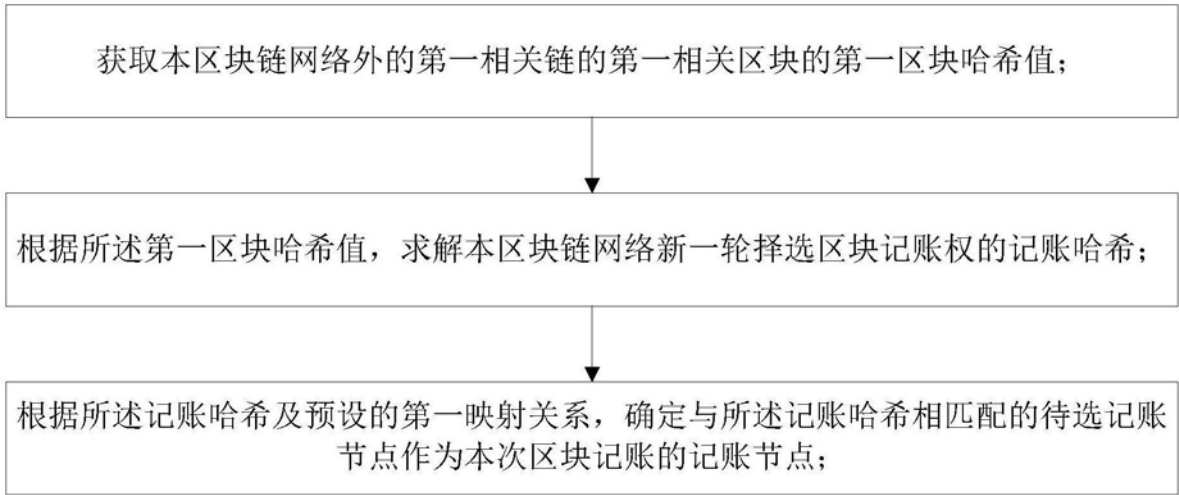 获取本区块链网络外的第一相关链的第一相关区块的第一区块哈希值；
根据所述第一区块哈希值，求解本区块链网络新一轮择选区块记账权的记账哈希；
根据所述记账哈希及预设的第一映射关系，确定与所述记账哈希相匹配的待选记账
节点作为本次区块记账的记账节点；